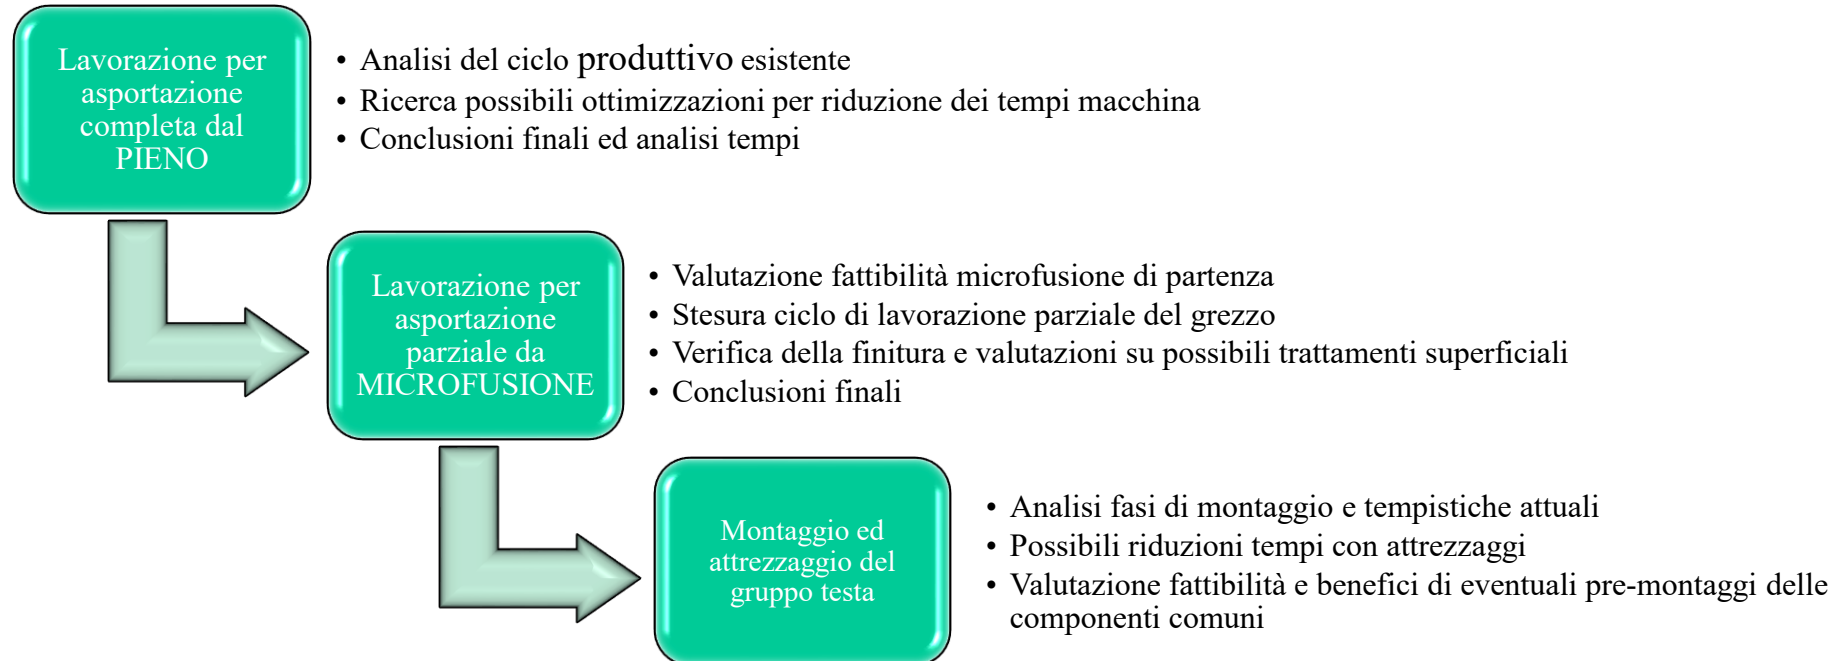 Lavorazione per
asportazione
completa dal
PIENO
• Analisi del ciclo produttivo esistente
• Ricerca possibili ottimizzazioni per riduzione dei tempi macchina
• Conclusioni finali ed analisi tempi
Lavorazione per
asportazione
parziale da
MICROFUSIONE
• Valutazione fattibilità microfusione di partenza
• Stesura ciclo di lavorazione parziale del grezzo
• Verifica della finitura e valutazioni su possibili trattamenti superficiali
• Conclusioni finali
Montaggio ed
attrezzaggio del
gruppo testa
• Analisi fasi di montaggio e tempistiche attuali
• Possibili riduzioni tempi con attrezzaggi
• Valutazione fattibilità e benefici di eventuali pre-montaggi delle
componenti comuni